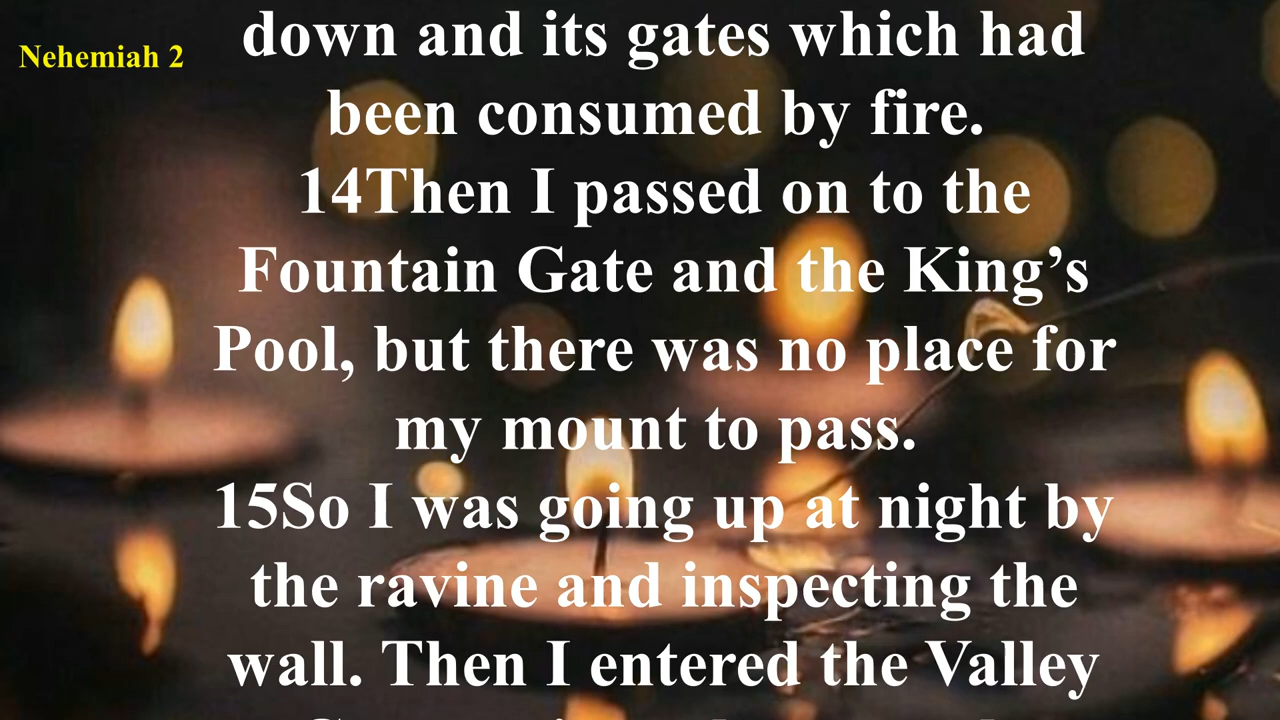 Nehemiah 2
down and its gates which had
been consumed by fire.
14Then I passed on to the
Fountain Gate and the King’s
Pool, but there was no place for
my mount to pass.
15So I was going up at night by
the ravine and inspecting the
wall. Then I entered the Valley